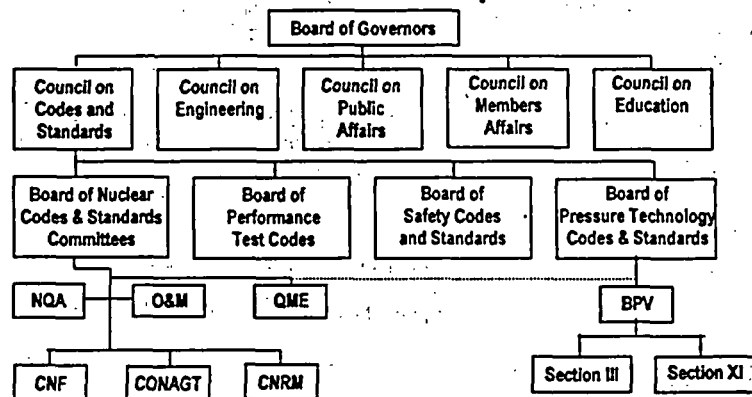 Board of Governors
Council on
Codes and
Standards
Council on
Engineering
Council on
Public
Affairs
Council on
Members
Affairs
Council on
Education
Board of Nuclear
Codes & Standards
Committees
Board of
Performance
Test Codes
Board of
Safety Codes
and Standards
Board of
Pressure Technology
Codes & Standards
NQA
O&M
QME
BPV
CNF
CONAGT
CNRM
Section III
Section XI